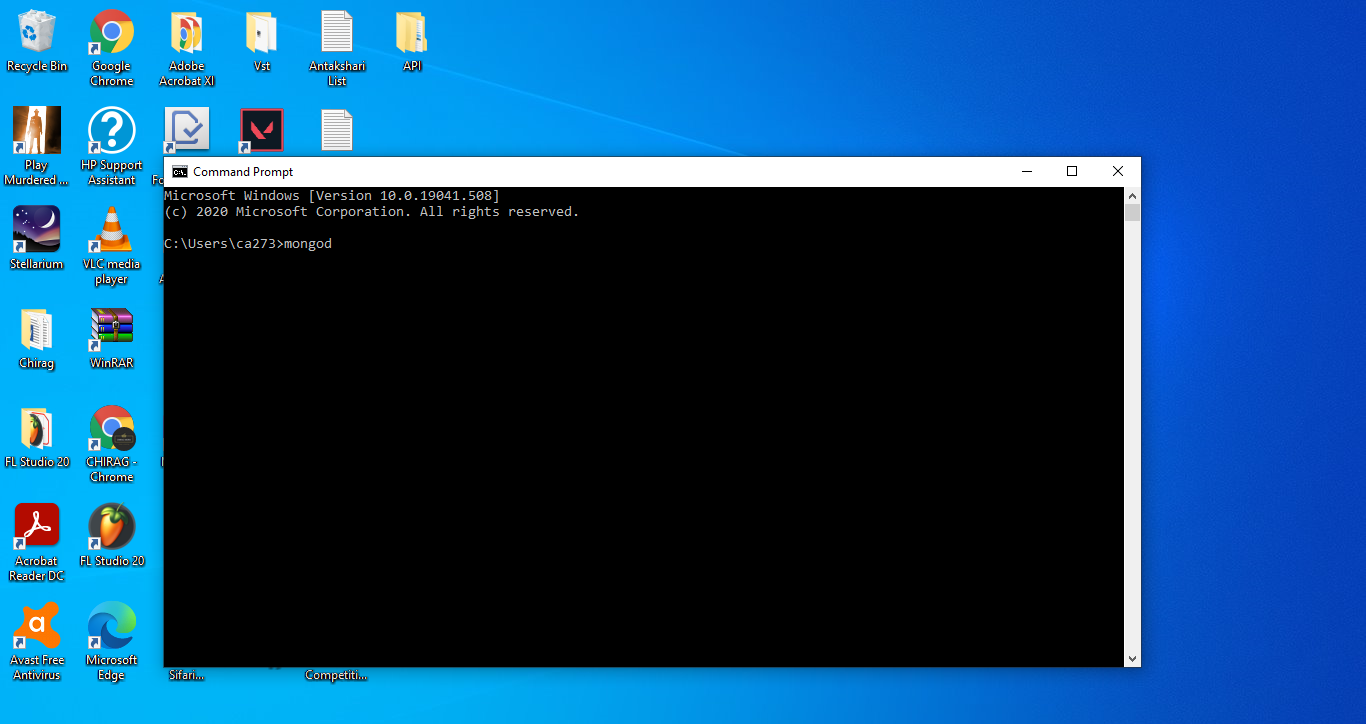 Recycle Bin
Google
Chrome
Adobe
Acrobat XI
Vst
Antakshari
List
API
Play
Murdered ...
HP Support
Assistant
Stellarium
VLC media
player
Chirag
WinRAR
FL Studio 20
CHIRAG -
Chrome
Acrobat
Reader DC
FL Studio 20
Avast Free
Antivirus
Microsoft
Edge
Sifari...
Competiti...
Command Prompt
Microsoft Windows [Version 10.0.19041.508]
(c) 2020 Microsoft Corporation. All rights reserved.
C:\Users\ca273>mongod